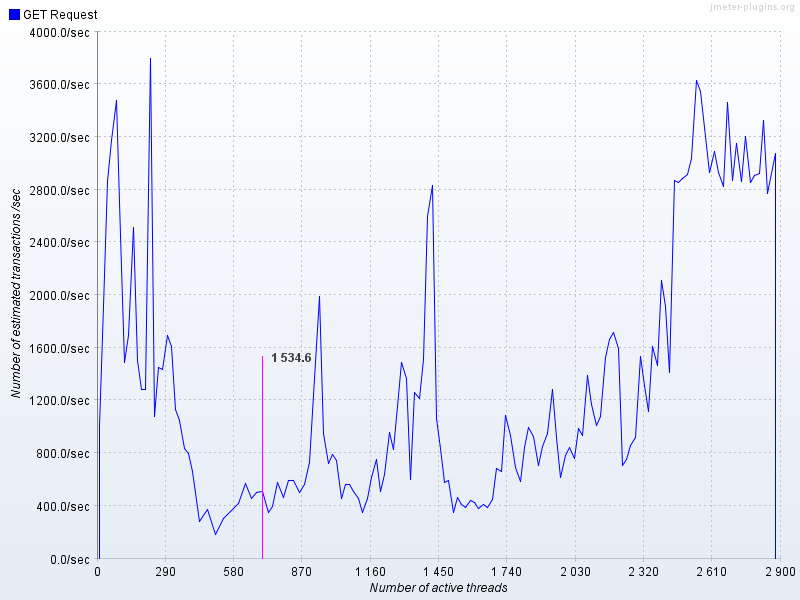 jmeter-plugins.org
GET Request
4000.0/sec
3600.0/sec
3200.0/sec
2800.0/sec
2400.0/sec
2000.0/sec
1600.0/sec
1200.0/sec
800.0/sec
400.0/sec
0.0/sec
Number of estimated transactions /sec
1 534.6
0 290 580 870 1 160 1 450 1 740 2 030 2 320 2 610 2 900
Number of active threads